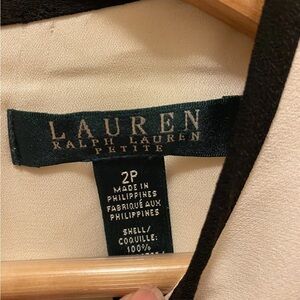 LAUREN
RALPH LAUREN
PETITE
2P
MADE IN
PHILIPPINES
FABRIQUÉ AUX
PHILIPPINES
SHELL/
COQUILLE:
100%